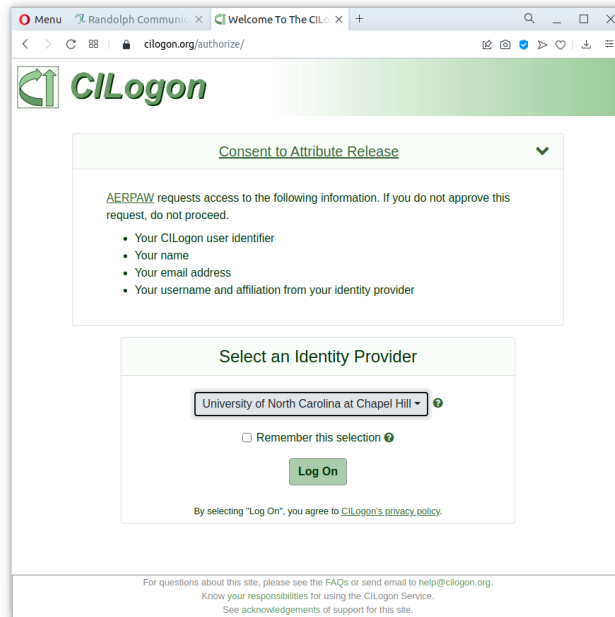 Menu
Randolph Communic
Welcome To The CILo
cilogon.org/authorize/
CILogon
Consent to Attribute Release
AERPAW requests access to the following information. If you do not approve this
request, do not proceed.
• Your CILogon user identifier
• Your name
• Your email address
• Your username and affiliation from your identity provider
Select an Identity Provider
University of North Carolina at Chapel Hill
Remember this selection
Log On
By selecting "Log On", you agree to CILogon's privacy policy.
For questions about this site, please see the FAQs or send email to help@cilogon.org.
Know your responsibilities for using the CILogon Service.
See acknowledgements of support for this site.